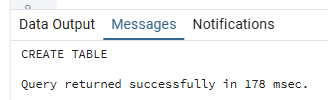 Data Output Messages Notifications
CREATE TABLE
Query returned successfully in 178 msec.